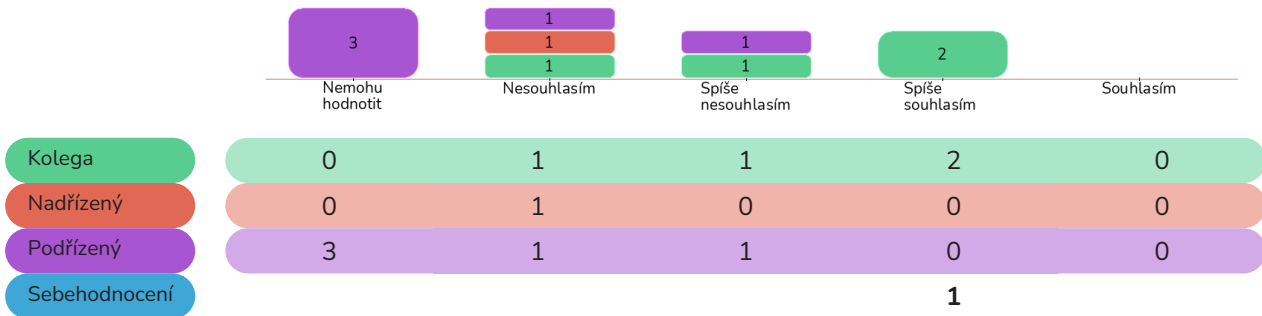 3
1
1
1
1
1
2
Nemohu
hodnotit
Nesouhlasím
Spíše
nesouhlasím
Spíše
souhlasím
Souhlasím
Kolega 0 1 1 2 0
Nadřízený 0 1 0 0 0
Podřízený 3 1 1 0 0
Sebehodnocení 1